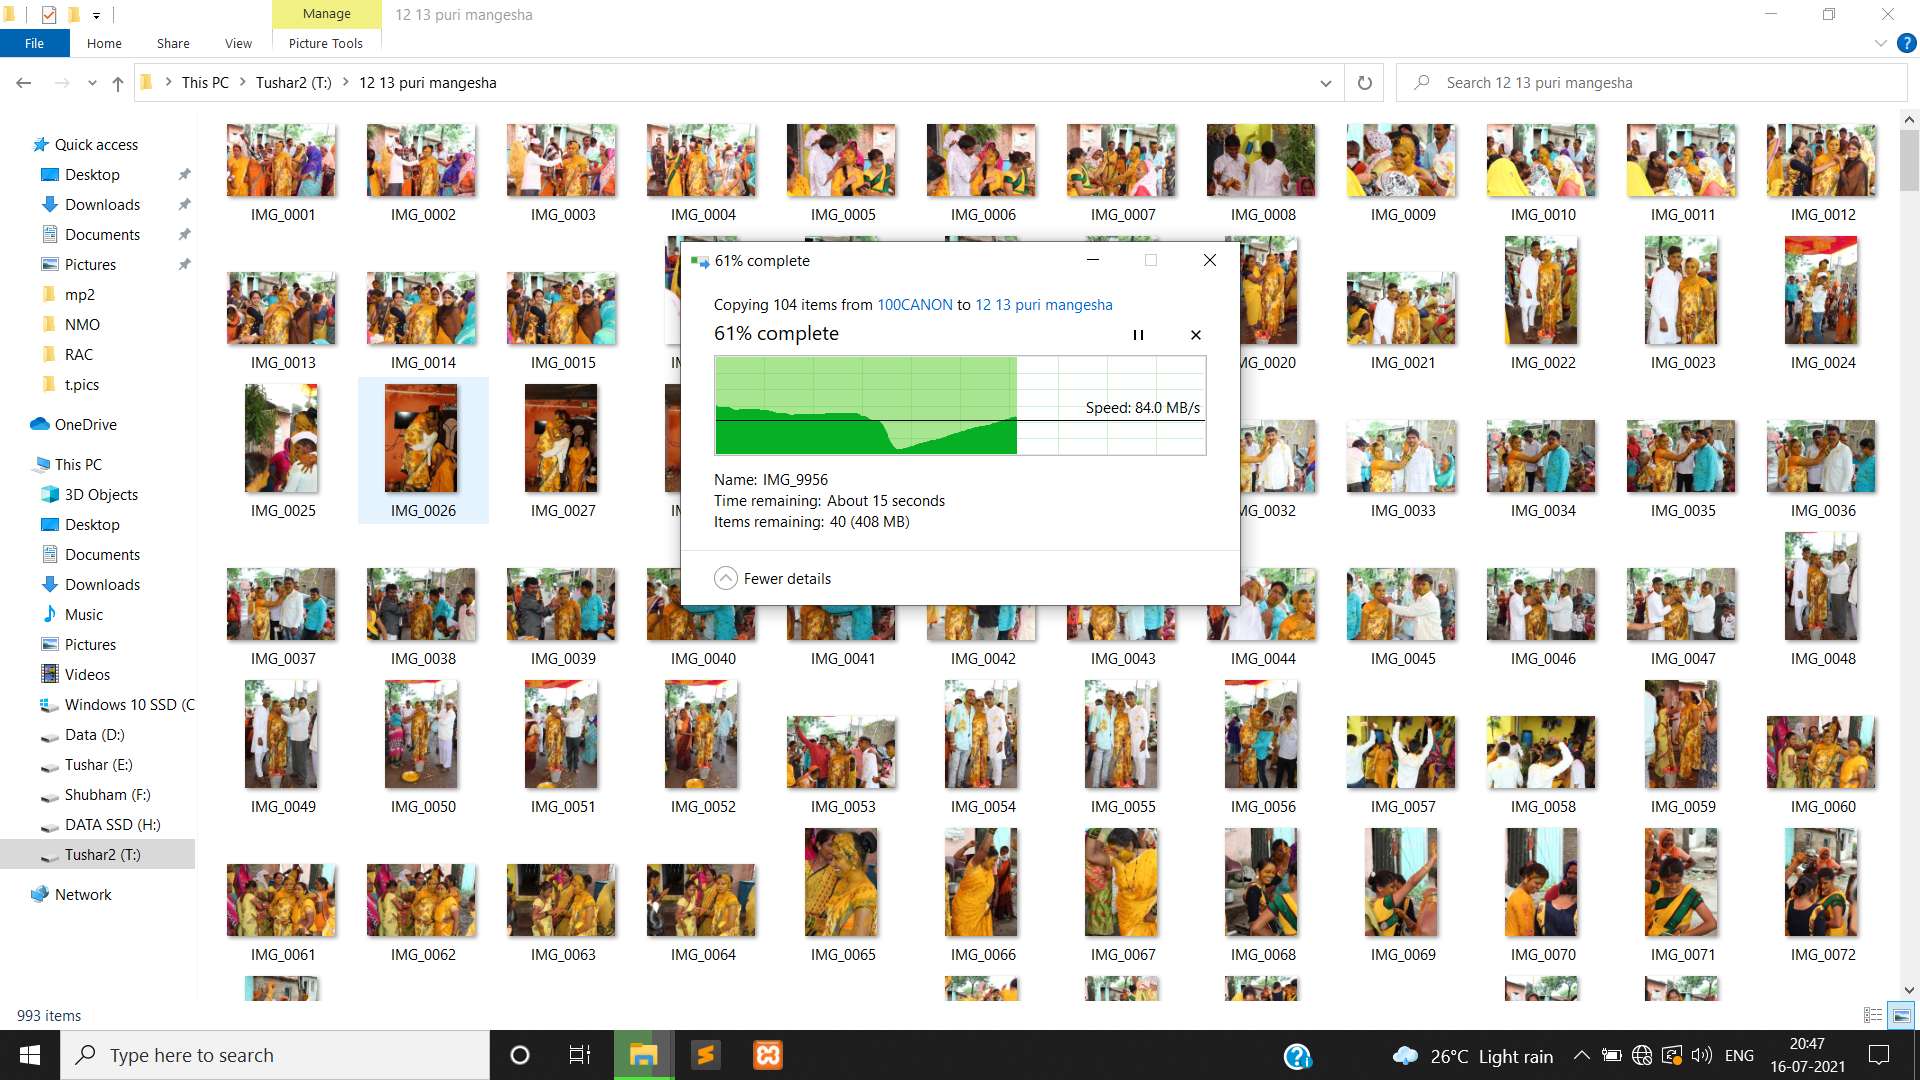 Manage
12 13 puri mangesha
File
Home
Share
View
Picture Tools
?
This PC
Tushar2 (T:)
12 13 puri mangesha
Search 12 13 puri mangesha
Quick access
Desktop
Downloads
Documents
Pictures
mp2
NMO
RAC
t.pics
OneDrive
This PC
3D Objects
Desktop
Documents
Downloads
Music
Pictures
Videos
Windows 10 SSD (C
Data (D:)
Tushar (E:)
Shubham (F:)
DATA SSD (H:)
Tushar2 (T:)
Network
IMG_0001 IMG_0002 IMG_0003 IMG_0004 IMG_0005 IMG_0006 IMG_0007 IMG_0008 IMG_0009 IMG_0010 IMG_0011 IMG_0012
IMG_0013 IMG_0014 IMG_0015 IMG_0020 IMG_0021 IMG_0022 IMG_0023 IMG_0024
IMG_0025 IMG_0026 IMG_0027 IMG_0032 IMG_0033 IMG_0034 IMG_0035 IMG_0036
IMG_0037 IMG_0038 IMG_0039 IMG_0040 IMG_0041 IMG_0042 IMG_0043 IMG_0044 IMG_0045 IMG_0046 IMG_0047 IMG_0048
IMG_0049 IMG_0050 IMG_0051 IMG_0052 IMG_0053 IMG_0054 IMG_0055 IMG_0056 IMG_0057 IMG_0058 IMG_0059 IMG_0060
IMG_0061 IMG_0062 IMG_0063 IMG_0064 IMG_0065 IMG_0066 IMG_0067 IMG_0068 IMG_0069 IMG_0070 IMG_0071 IMG_0072
61% complete
Copying 104 items from 100CANON to 12 13 puri mangesha
61% complete
Speed: 84.0 MB/s
Name: IMG_9956
Time remaining: About 15 seconds
Items remaining: 40 (408 MB)
Fewer details
993 items
Type here to search
26°C Light rain
ENG
20:47
16-07-2021